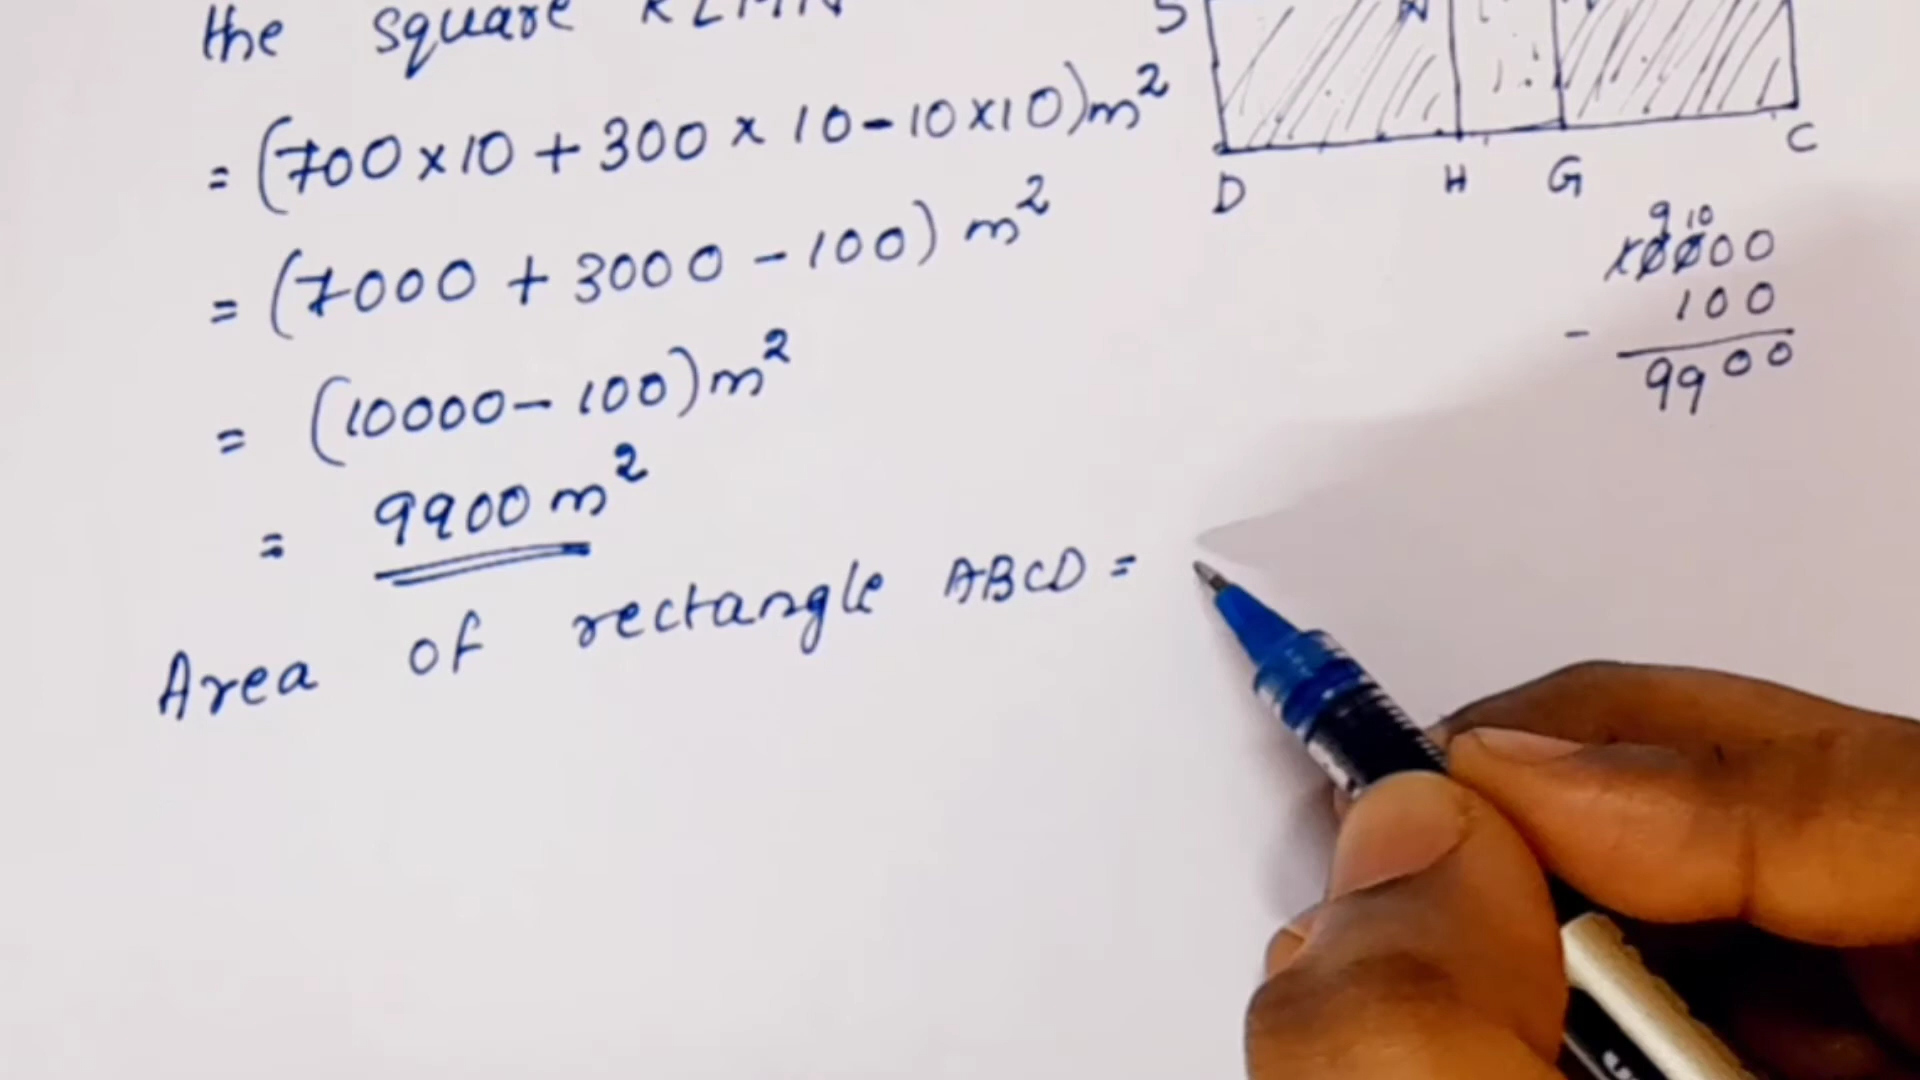 the square KLMN
= (700 × 10 + 300 × 10 - 10 × 10) m²
= (7000 + 3000 - 100) m²
= (10000 - 100) m²
= 9900 m²
Area of rectangle ABCD =
S N
D H G C
9 10
10000
- 100
9900